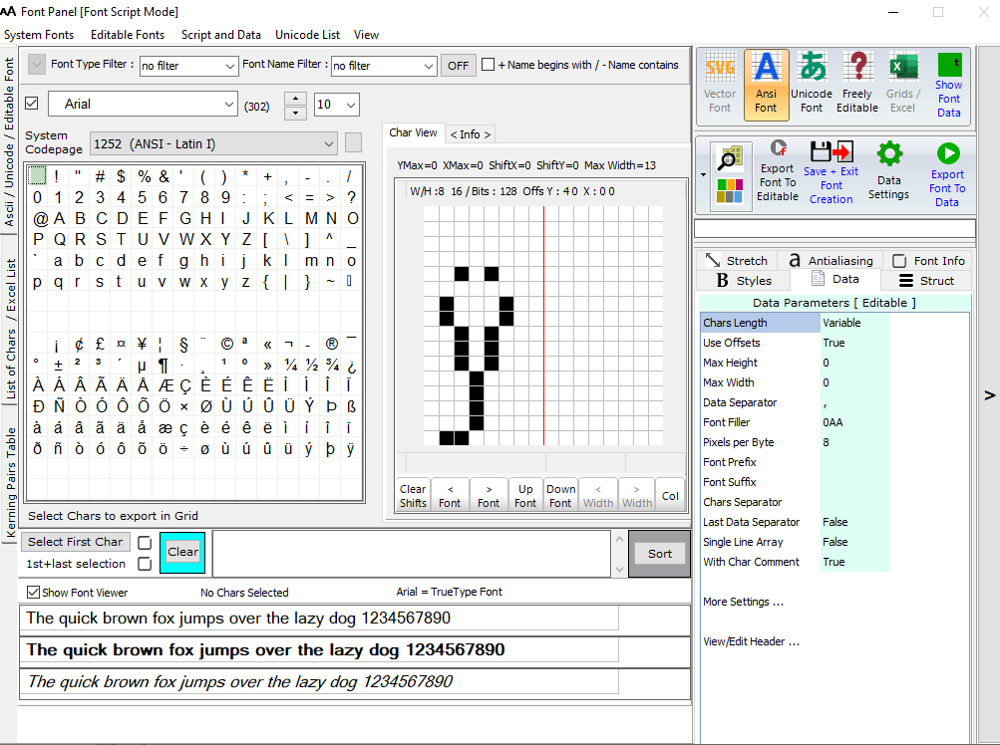 AA Font Panel [Font Script Mode]
System Fonts Editable Fonts Script and Data Unicode List View
Ascii / Unicode / Editable Font
List of Chars / Excel List
Kerning Pairs Table
Font Type Filter : no filter Font Name Filter : no filter OFF + Name begins with / - Name contains
Arial (302) 10
System
Codepage 1252 (ANSI - Latin I)
! " # $ % & ' ( ) * + , - . /
0 1 2 3 4 5 6 7 8 9 : ; < = > ?
@ A B C D E F G H I J K L M N O
P Q R S T U V W X Y Z [ \ ] ^ _
` a b c d e f g h i j k l m n o
p q r s t u v w x y z { | } ~ ▯
¡ ¢ £ ¤ ¥ ¦ § ¨ © ª « ¬ - ® ¯
° ± ² ³ ´ µ ¶ · ¸ ¹ º » ¼ ½ ¾ ¿
À Á Â Ã Ä Å Æ Ç È É Ê Ë Ì Í Î Ï
Ð Ñ Ò Ó Ô Õ Ö × Ø Ù Ú Û Ü Ý Þ ß
à á â ã ä å æ ç è é ê ë ì í î ï
ð ñ ò ó ô õ ö ÷ ø ù ú û ü ý þ ÿ
Select Chars to export in Grid
Char View < Info >
YMax=0 XMax=0 ShiftX=0 ShiftY=0 Max Width=13
W/H :8 16 / Bits : 128 Offs Y : 4 0 X : 0 0
Clear Shifts
< Font
> Font
Up Font
Down Font
< Width
> Width
Col
Select First Char
1st+last selection
Clear
Sort
Show Font Viewer No Chars Selected Arial = TrueType Font
The quick brown fox jumps over the lazy dog 1234567890
The quick brown fox jumps over the lazy dog 1234567890
The quick brown fox jumps over the lazy dog 1234567890
SVG
Vector Font
A
Ansi Font
あ
Unicode Font
?
Freely Editable
X
Grids / Excel
t
Show Font Data
Export Font To Editable
Save + Exit Font Creation
Data Settings
Export Font To Data
Stretch a Antialiasing Font Info
B Styles Data Struct
Data Parameters [ Editable ]
Chars Length Variable
Use Offsets True
Max Height 0
Max Width 0
Data Separator ,
Font Filler 0AA
Pixels per Byte 8
Font Prefix
Font Suffix
Chars Separator
Last Data Separator False
Single Line Array False
With Char Comment True
More Settings ...
View/Edit Header ...
>